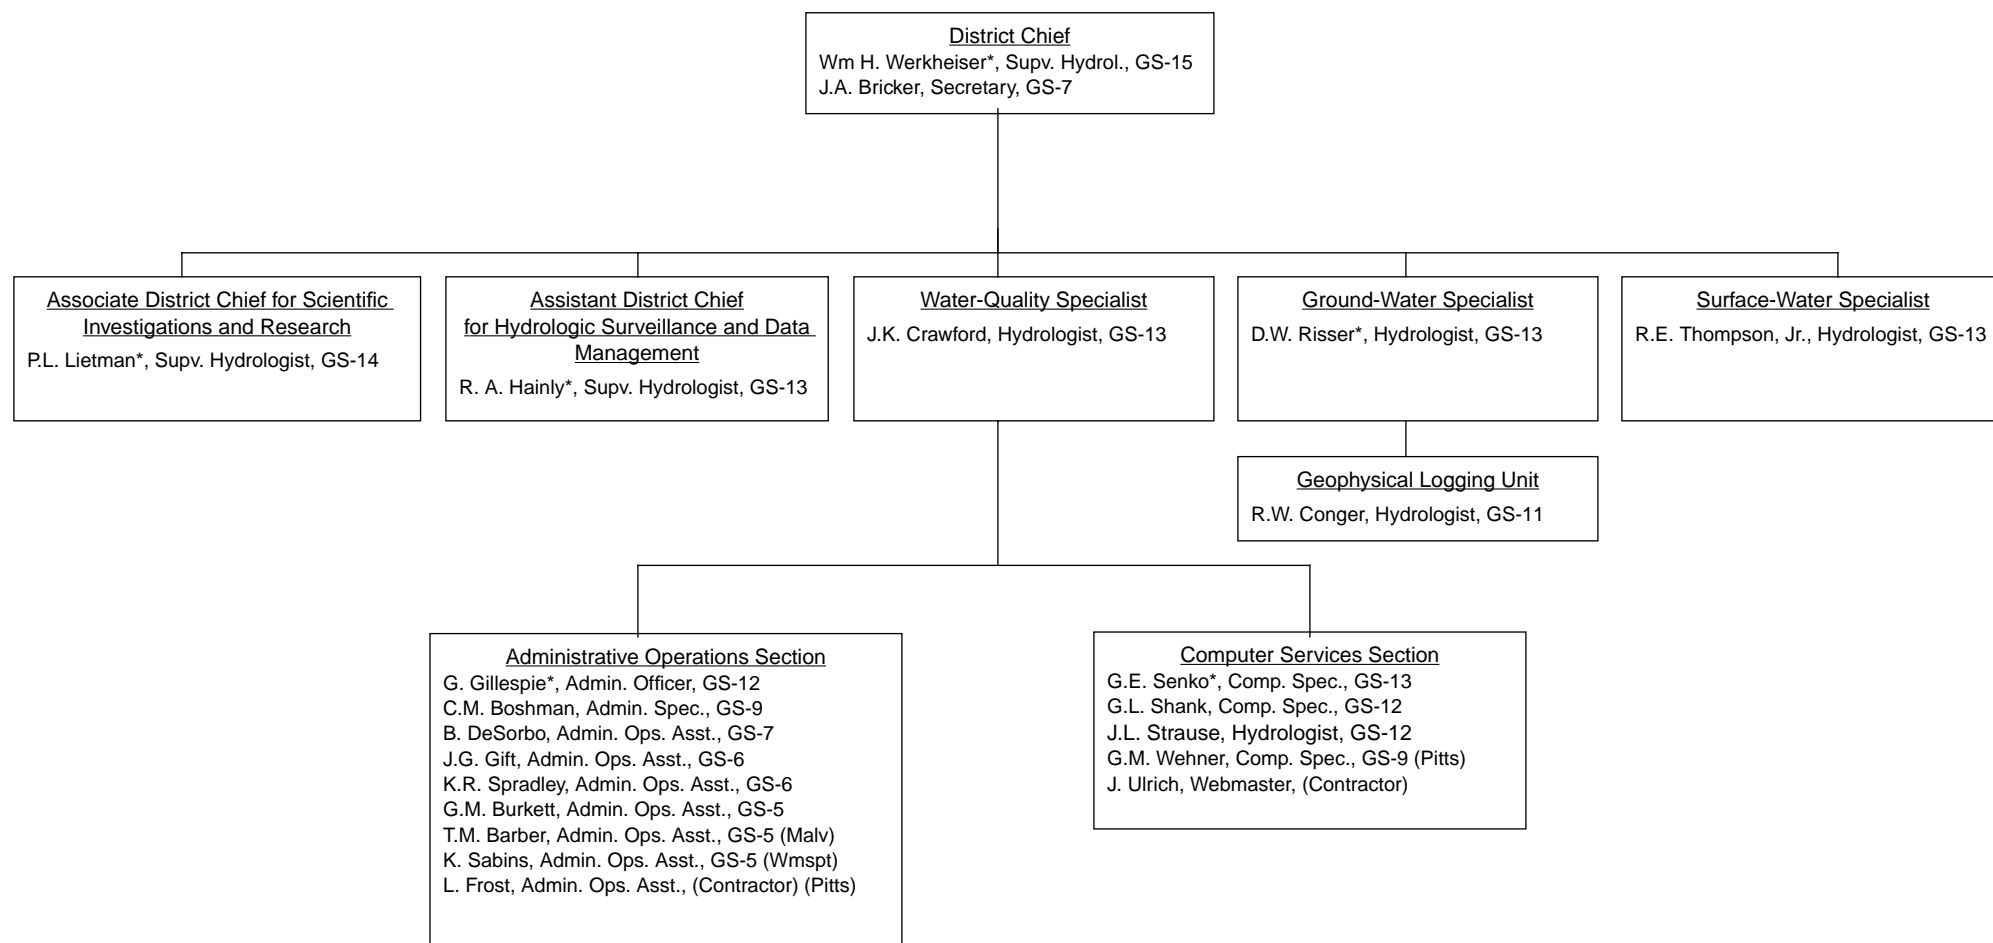 District Chief
Wm H. Werkheiser*, Supv. Hydrol., GS-15
J.A. Bricker, Secretary, GS-7
Associate District Chief for Scientific
Investigations and Research
P.L. Lietman*, Supv. Hydrologist, GS-14
Assistant District Chief
for Hydrologic Surveillance and Data
Management
R. A. Hainly*, Supv. Hydrologist, GS-13
Water-Quality Specialist
J.K. Crawford, Hydrologist, GS-13
Ground-Water Specialist
D.W. Risser*, Hydrologist, GS-13
Surface-Water Specialist
R.E. Thompson, Jr., Hydrologist, GS-13
Geophysical Logging Unit
R.W. Conger, Hydrologist, GS-11
Administrative Operations Section
G. Gillespie*, Admin. Officer, GS-12
C.M. Boshman, Admin. Spec., GS-9
B. DeSorbo, Admin. Ops. Asst., GS-7
J.G. Gift, Admin. Ops. Asst., GS-6
K.R. Spradley, Admin. Ops. Asst., GS-6
G.M. Burkett, Admin. Ops. Asst., GS-5
T.M. Barber, Admin. Ops. Asst., GS-5 (Malv)
K. Sabins, Admin. Ops. Asst., GS-5 (Wmspt)
L. Frost, Admin. Ops. Asst., (Contractor) (Pitts)
Computer Services Section
G.E. Senko*, Comp. Spec., GS-13
G.L. Shank, Comp. Spec., GS-12
J.L. Strause, Hydrologist, GS-12
G.M. Wehner, Comp. Spec., GS-9 (Pitts)
J. Ulrich, Webmaster, (Contractor)